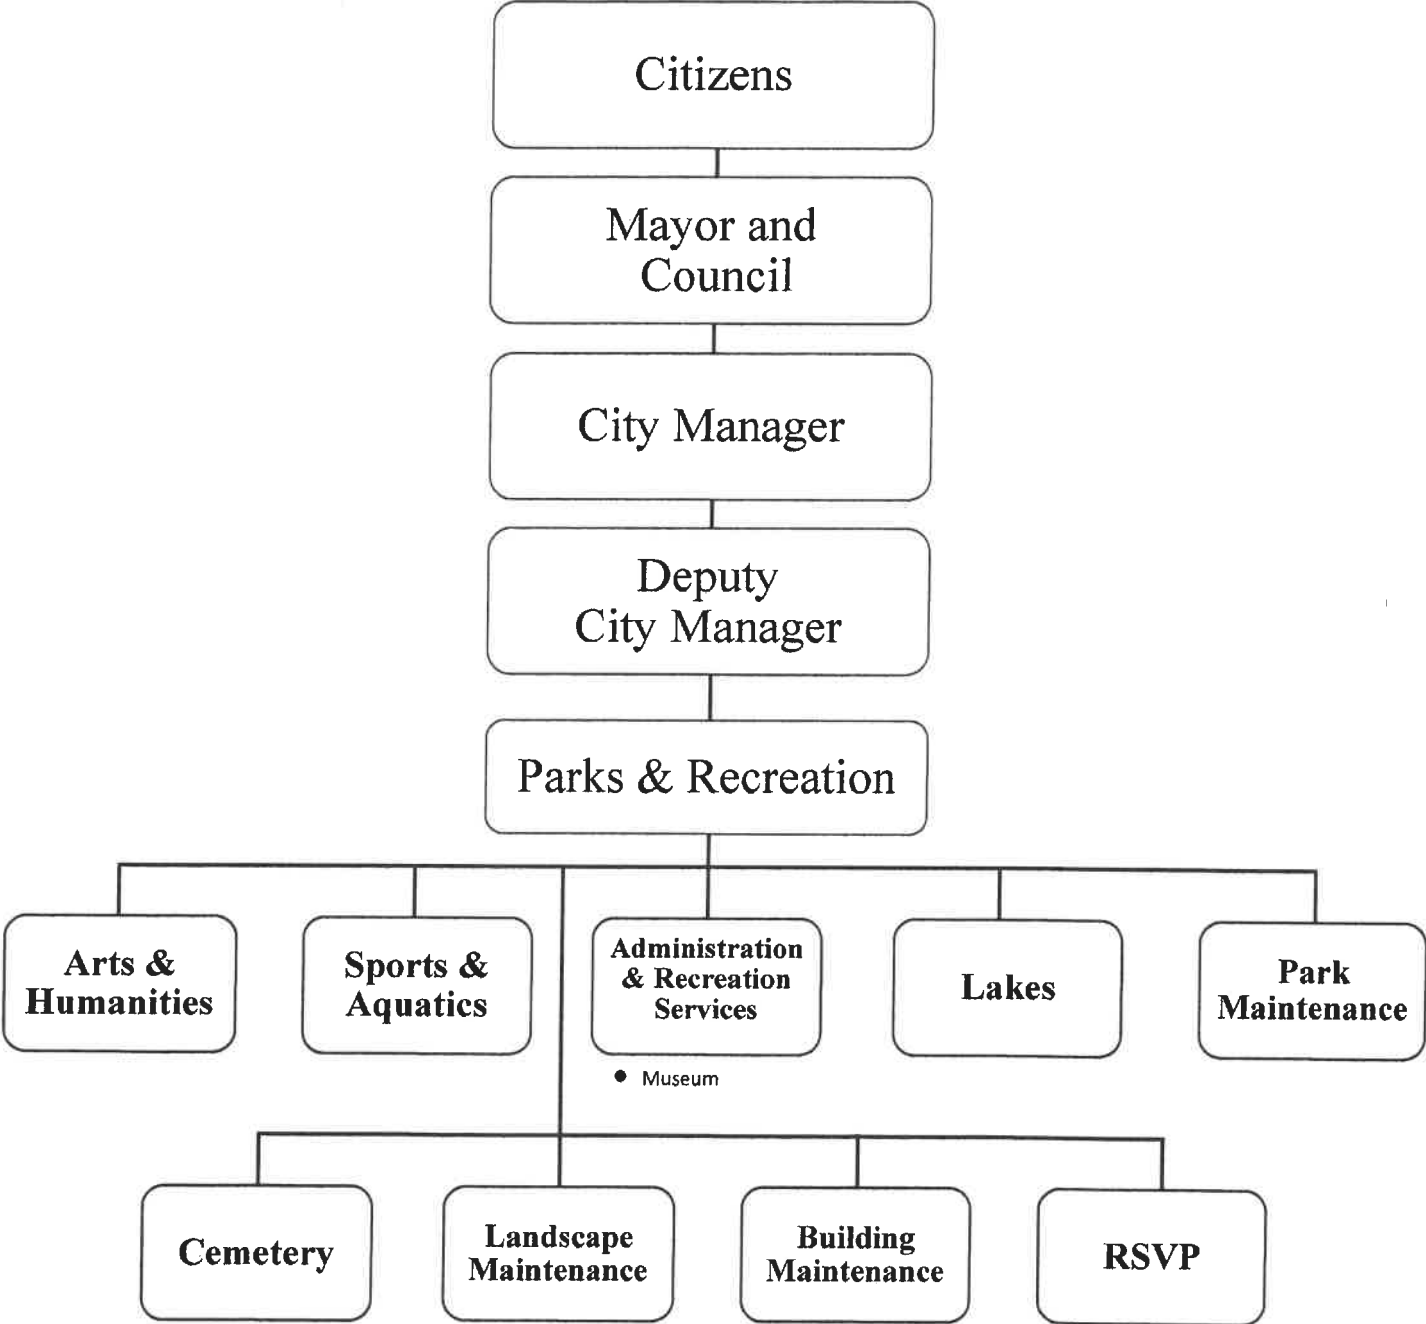 Citizens
Mayor and
Council
City Manager
Deputy
City Manager
Parks & Recreation
Arts &
Humanities
Sports &
Aquatics
Administration
& Recreation
Services
• Museum
Lakes
Park
Maintenance
Cemetery
Landscape
Maintenance
Building
Maintenance
RSVP